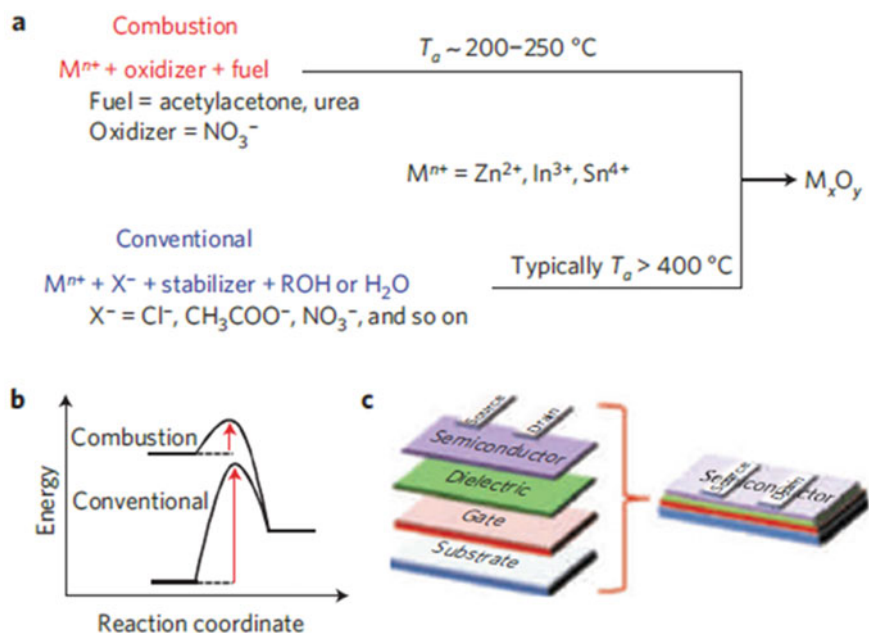 a
Combustion
Mⁿ⁺ + oxidizer + fuel
Fuel = acetylacetone, urea
Oxidizer = NO₃⁻
Tₐ ~ 200–250 °C
Mⁿ⁺ = Zn²⁺, In³⁺, Sn⁴⁺
MₓOᵧ
Conventional
Mⁿ⁺ + X⁻ + stabilizer + ROH or H₂O
X⁻ = Cl⁻, CH₃COO⁻, NO₃⁻, and so on
Typically Tₐ > 400 °C
b
Energy
Combustion
Conventional
Reaction coordinate
c
Source
Drain
Semiconductor
Dielectric
Gate
Substrate
Source
Drain
Semiconductor